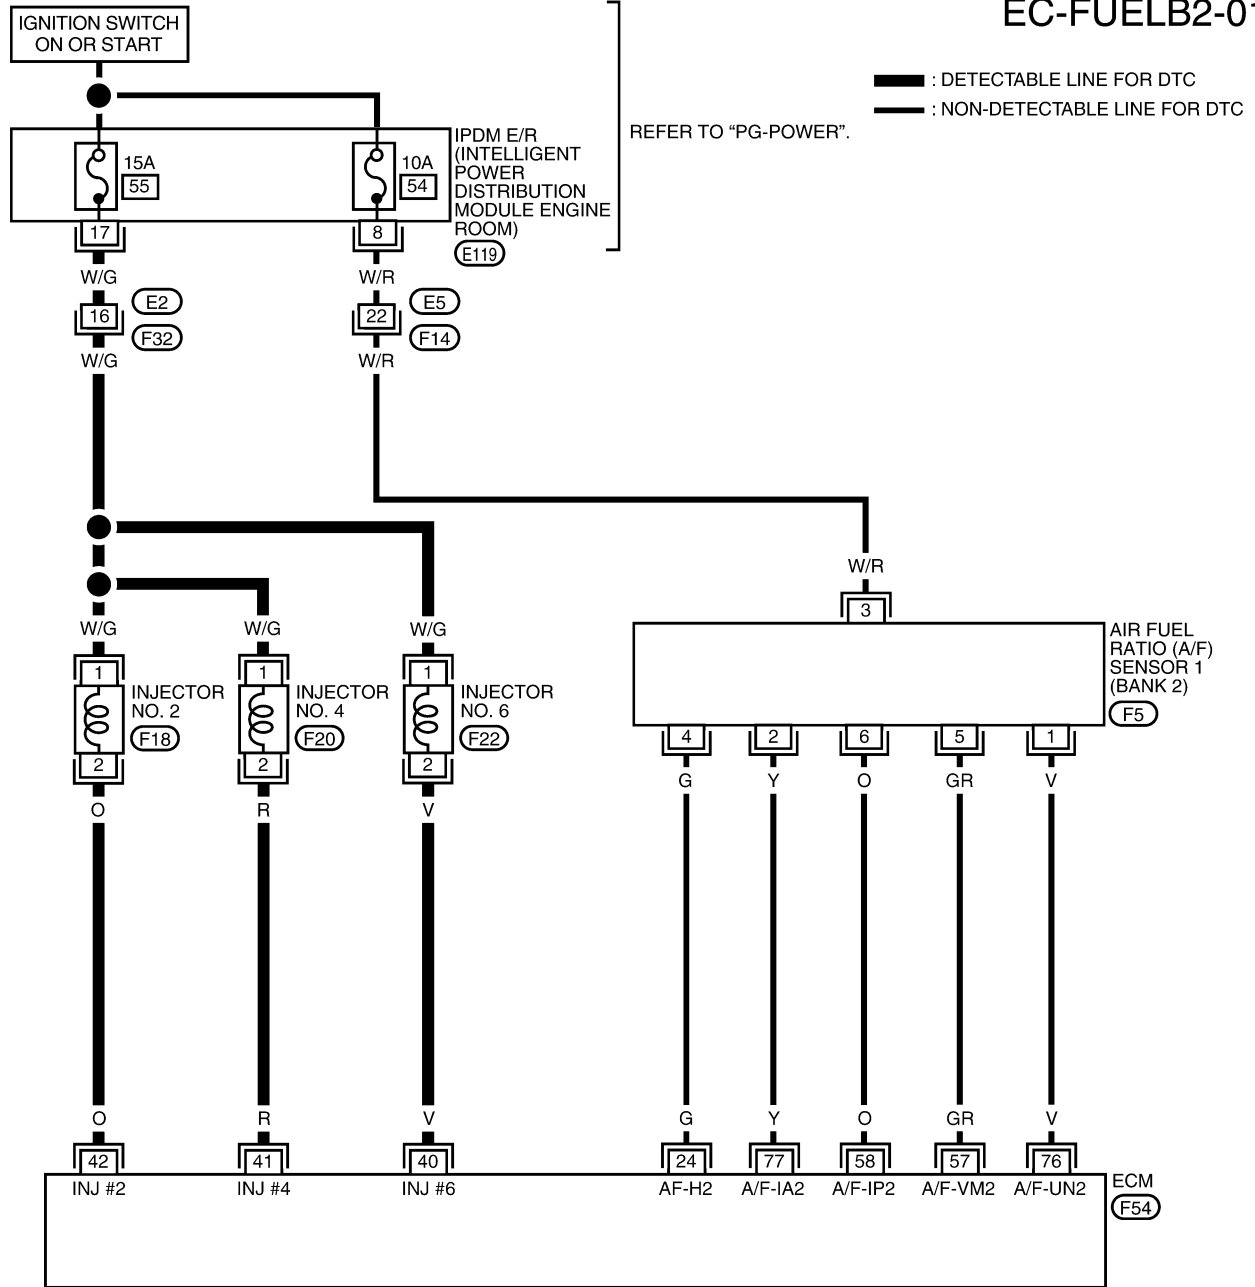 EC-FUELB2-01
IGNITION SWITCH
ON OR START
: DETECTABLE LINE FOR DTC
: NON-DETECTABLE LINE FOR DTC
REFER TO “PG-POWER”.
15A
55
10A
54
IPDM E/R
(INTELLIGENT
POWER
DISTRIBUTION
MODULE ENGINE
ROOM)
E119
17
8
W/G
W/R
16
E2
F32
22
E5
F14
W/G
W/R
W/R
3
W/G
W/G
W/G
1
1
1
INJECTOR
NO. 2
F18
INJECTOR
NO. 4
F20
INJECTOR
NO. 6
F22
AIR FUEL
RATIO (A/F)
SENSOR 1
(BANK 2)
F5
2
2
2
4
2
6
5
1
O
R
V
G
Y
O
GR
V
O
R
V
G
Y
O
GR
V
42
41
40
24
77
58
57
76
INJ #2
INJ #4
INJ #6
AF-H2
A/F-IA2
A/F-IP2
A/F-VM2
A/F-UN2
ECM
F54